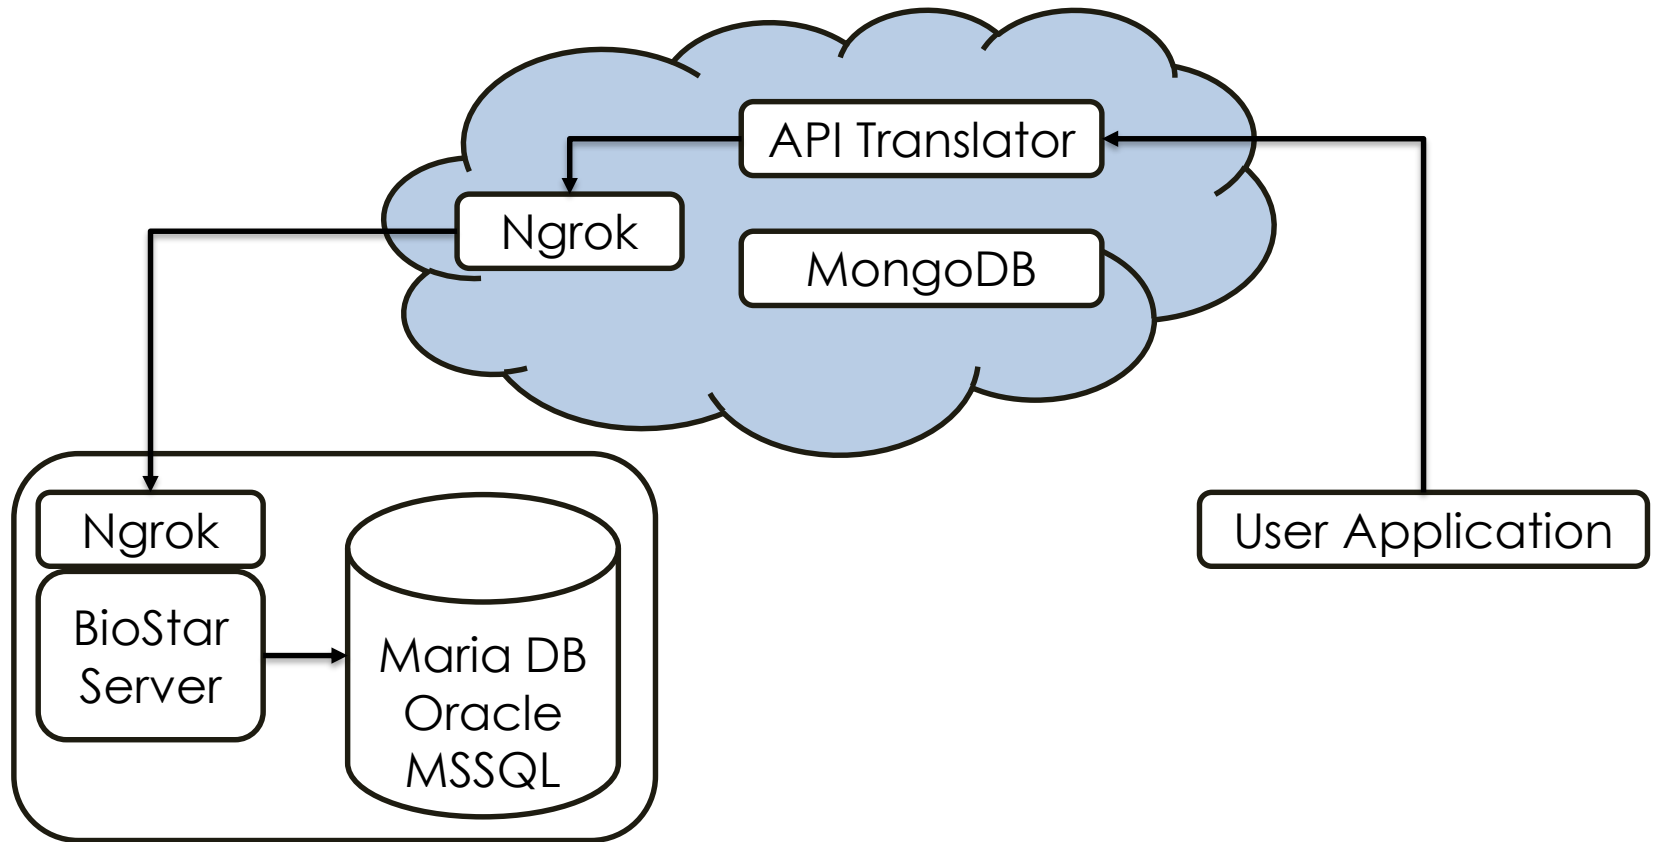 API Translator
Ngrok
MongoDB
Ngrok
User Application
BioStar
Server
Maria DB
Oracle
MSSQL